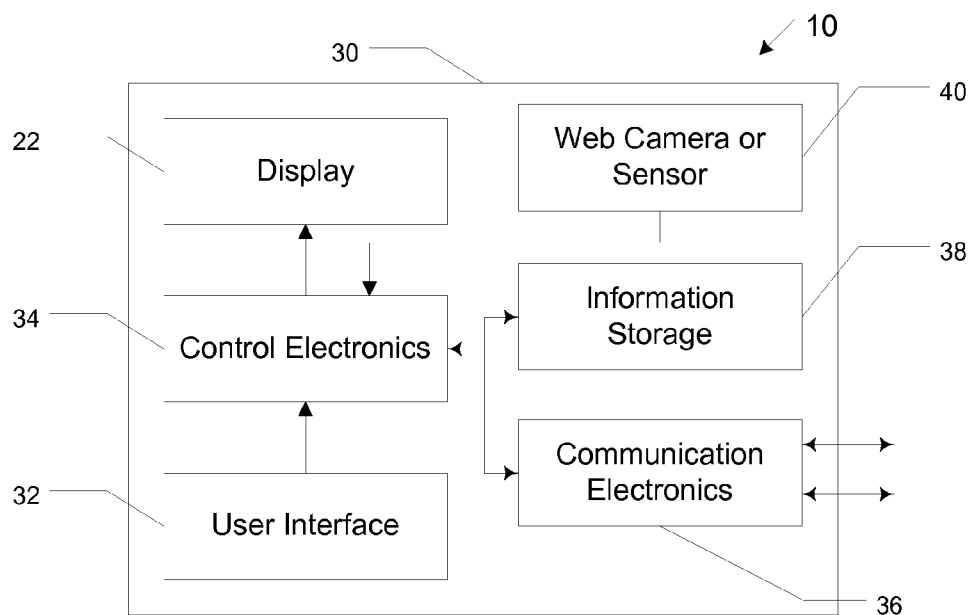 10
30
40
22
Display
Web Camera or
Sensor
38
34
Control Electronics
Information
Storage
32
User Interface
Communication
Electronics
36